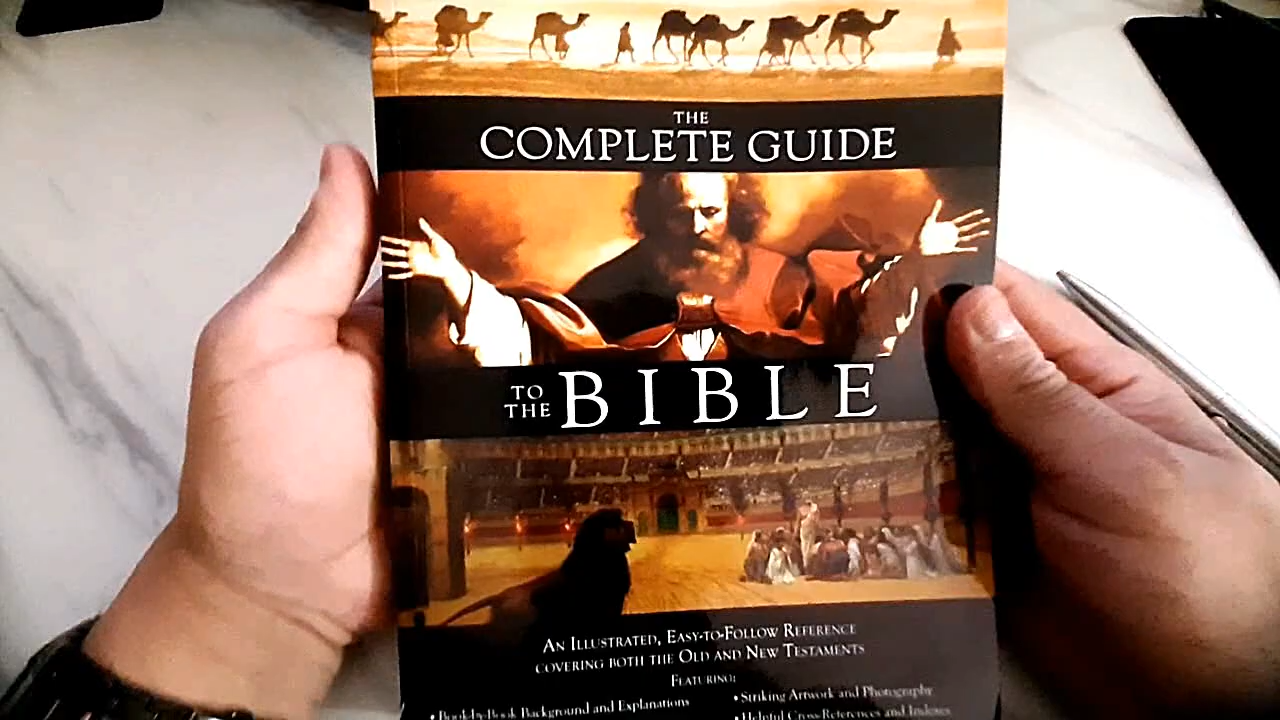 THE
COMPLETE GUIDE
TO
THE
BIBLE
AN ILLUSTRATED, EASY-TO-FOLLOW REFERENCE
COVERING BOTH THE OLD AND NEW TESTAMENTS
FEATURING:
• Book-by-Book Background and Explanations
• Striking Artwork and Photography
• Helpful Cross-References and Indexes